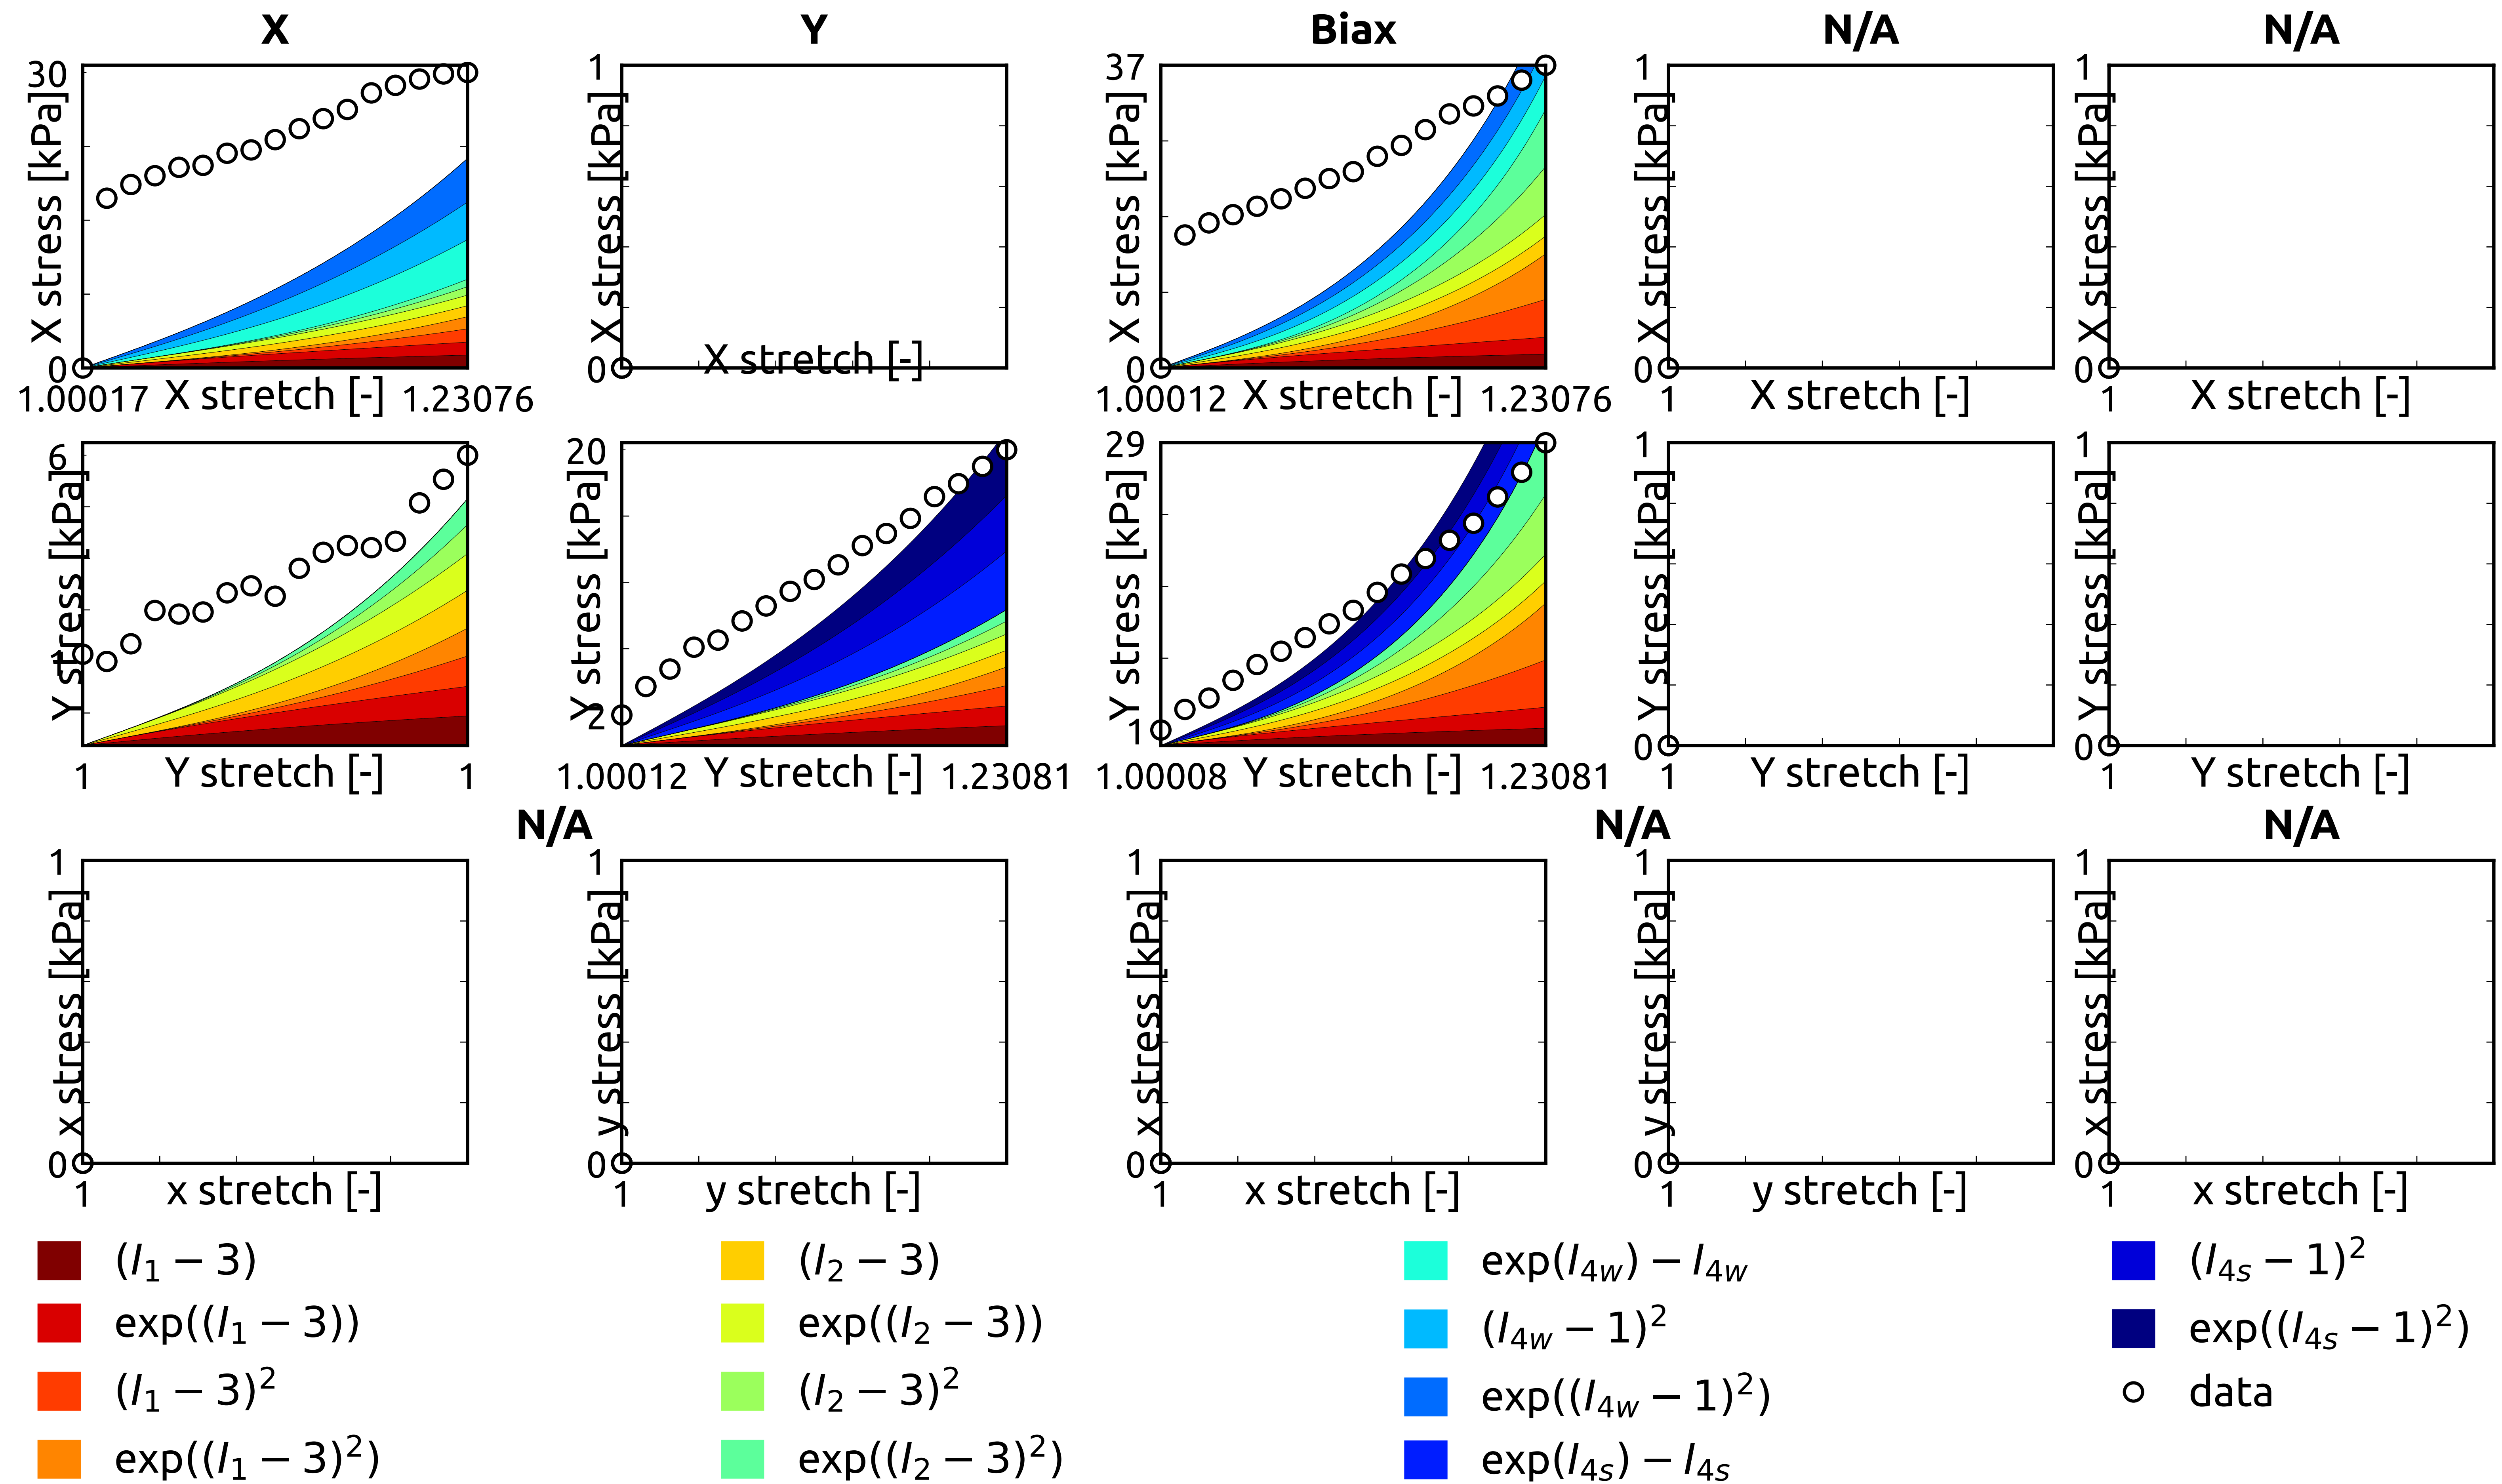 X Y Biax N/A N/A
30 1 37 1 1
X stress [kPa] X stress [kPa] X stress [kPa] X stress [kPa] X stress [kPa]
0 0 0 0 0
X stretch [-]
1.00017 X stretch [-] 1.23076 1.00012 X stretch [-] 1.23076 1 X stretch [-] 1 X stretch [-]
6 20 29 1 1
Y stress [kPa] Y stress [kPa] Y stress [kPa] Y stress [kPa] Y stress [kPa]
1 2 1 0 0
1 Y stretch [-] 1 1.00012 Y stretch [-] 1.23081 1.00008 Y stretch [-] 1.23081 1 Y stretch [-] 1 Y stretch [-]
N/A N/A N/A
1 1 1 1 1
x stress [kPa] y stress [kPa] x stress [kPa] y stress [kPa] x stress [kPa]
0 0 0 0 0
1 x stretch [-] 1 y stretch [-] 1 x stretch [-] 1 y stretch [-] 1 x stretch [-]
(I₁ − 3)
exp((I₁ − 3))
(I₁ − 3)²
exp((I₁ − 3)²)
(I₂ − 3)
exp((I₂ − 3))
(I₂ − 3)²
exp((I₂ − 3)²)
exp(I₄w) − I₄w
(I₄w − 1)²
exp((I₄w − 1)²)
exp(I₄s) − I₄s
(I₄s − 1)²
exp((I₄s − 1)²)
data